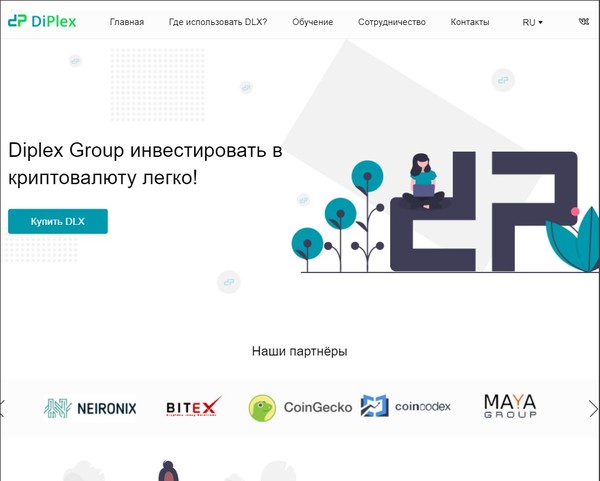 DiPlex Главная Где использовать DLX? Обучение Сотрудничество Контакты RU
Diplex Group инвестировать в
криптовалюту легко!
Купить DLX
Наши партнёры
NEIRONIX BITEX CoinGecko coincodex MAYA
GROUP